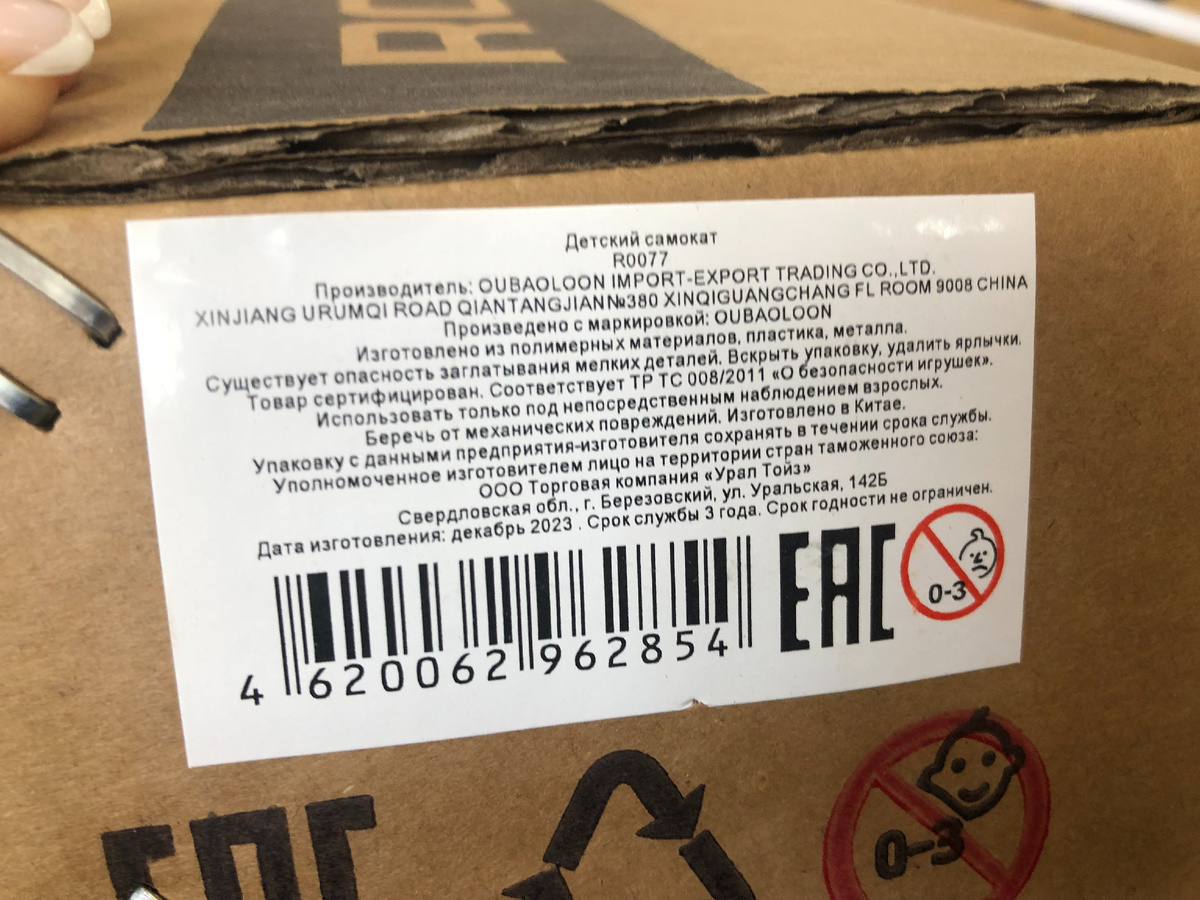 Детский самокат
R0077
Производитель: OUBAOLOON IMPORT-EXPORT TRADING CO.,LTD.
XINJIANG URUMQI ROAD QIANTANGJIAN№380 XINQIGUANGCHANG FL ROOM 9008 CHINA
Произведено с маркировкой: OUBAOLOON
Изготовлено из полимерных материалов, пластика, металла.
Существует опасность заглатывания мелких деталей. Вскрыть упаковку, удалить ярлычки.
Товар сертифицирован. Соответствует ТР ТС 008/2011 «О безопасности игрушек».
Использовать только под непосредственным наблюдением взрослых.
Беречь от механических повреждений. Изготовлено в Китае.
Упаковку с данными предприятия-изготовителя сохранять в течении срока службы.
Уполномоченное изготовителем лицо на территории стран таможенного союза:
ООО Торговая компания «Урал Тойз»
Свердловская обл., г. Березовский, ул. Уральская, 142Б
Дата изготовления: декабрь 2023 . Срок службы 3 года. Срок годности не ограничен.
EAC
0-3
4 620062 962854
0-3